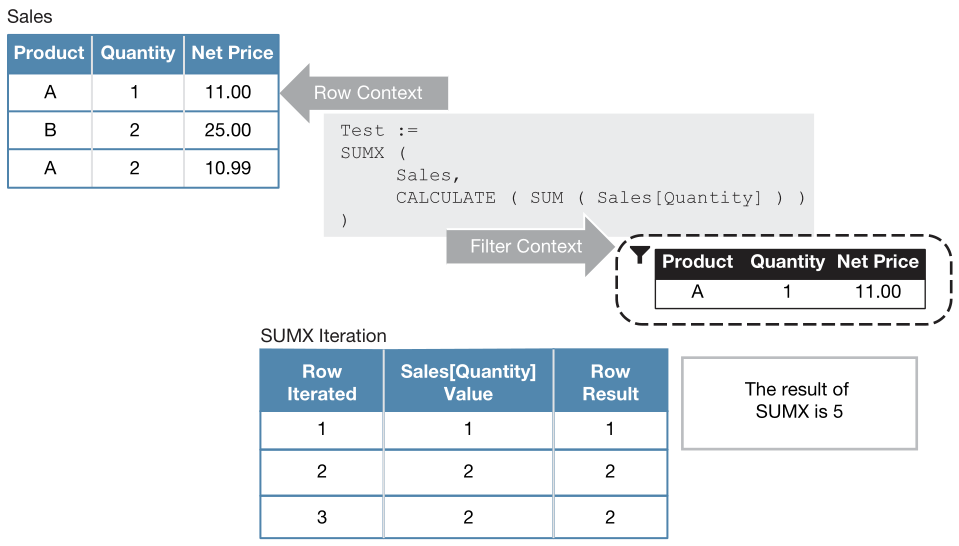 Sales
Product Quantity Net Price
A 1 11.00
B 2 25.00
A 2 10.99
Row Context
Test :=
SUMX (
Sales,
CALCULATE ( SUM ( Sales[Quantity] ) )
)
Filter Context
Product Quantity Net Price
A 1 11.00
SUMX Iteration
Row Iterated Sales[Quantity] Value Row Result
1 1 1
2 2 2
3 2 2
The result of
SUMX is 5